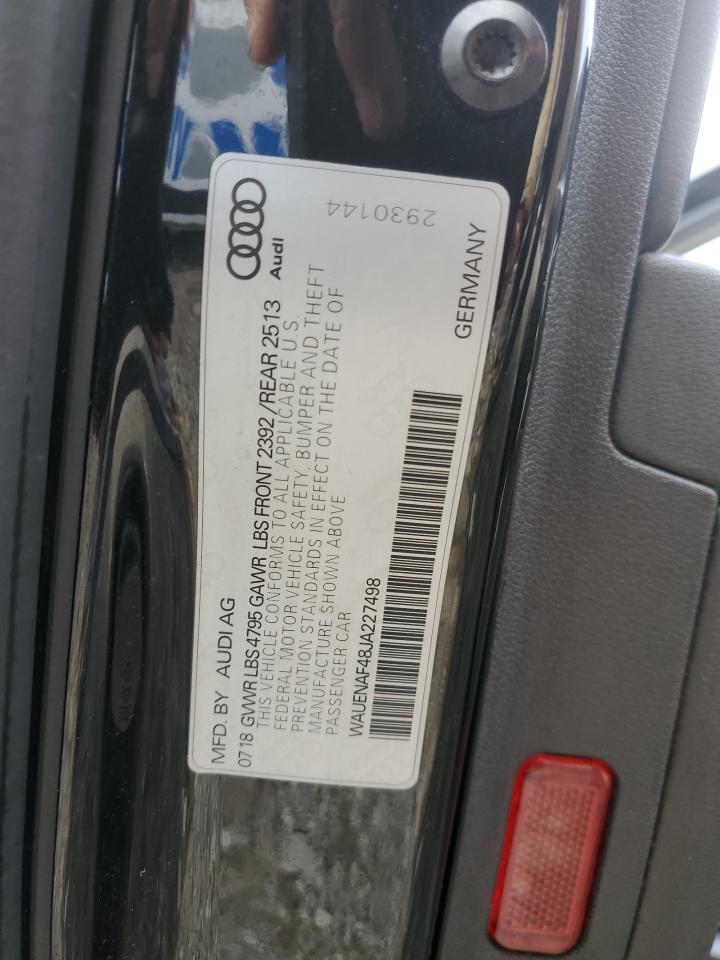 Audi
2930144
MFD. BY AUDI AG
0718 GVWR LBS 4795 GAWR LBS FRONT 2392 / REAR 2513
THIS VEHICLE CONFORMS TO ALL APPLICABLE U.S.
FEDERAL MOTOR VEHICLE SAFETY, BUMPER AND THEFT
PREVENTION STANDARDS IN EFFECT ON THE DATE OF
MANUFACTURE SHOWN ABOVE
PASSENGER CAR
WAUENAF48JA227498
GERMANY